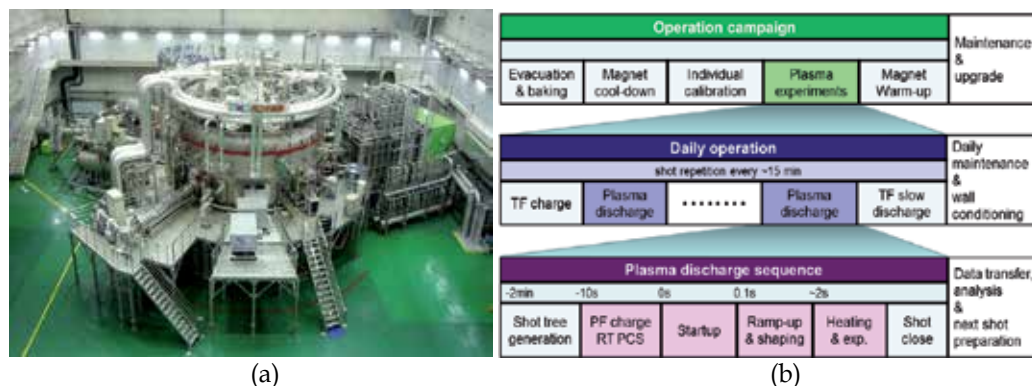 Operation campaign
Evacuation
& baking
Magnet
cool-down
Individual
calibration
Plasma
experiments
Magnet
Warm-up
Maintenance
&
upgrade
Daily operation
shot repetition every ~15 min
TF charge
Plasma
discharge
........
Plasma
discharge
TF slow
discharge
Daily
maintenance
&
wall
conditioning
Plasma discharge sequence
-2min
-10s
0s
0.1s
~2s
Shot tree
generation
PF charge
RT PCS
Startup
Ramp-up
& shaping
Heating
& exp.
Shot
close
Data transfer,
analysis
&
next shot
preparation
(a)
(b)